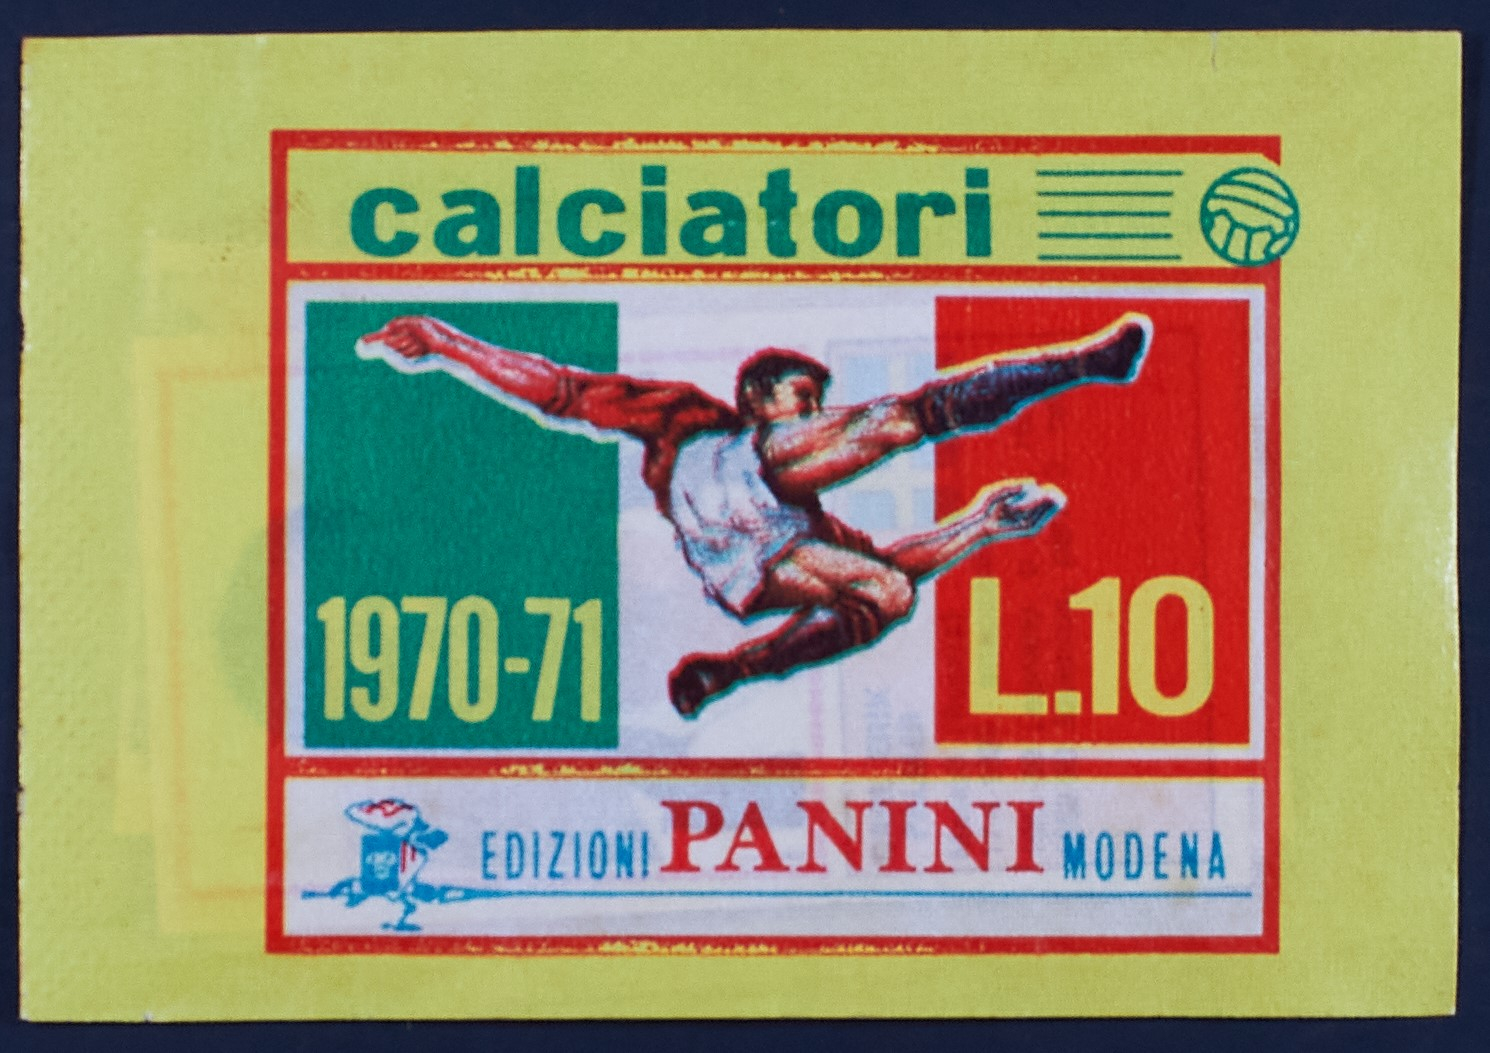 calciatori
1970-71
L.10
EDIZIONI PANINI MODENA